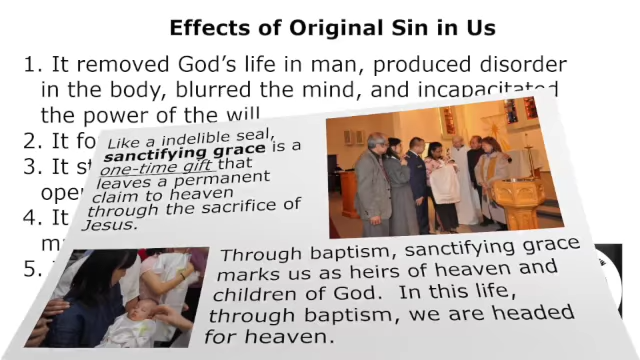 Effects of Original Sin in Us
1. It removed God's life in man, produced disorder
in the body, blurred the mind, and incapacitated
the power of the will
2. It
3. It
4. It
5.
Like a indelible seal,
sanctifying grace is a
one-time gift that
leaves a permanent
claim to heaven
through the sacrifice of
Jesus.
Through baptism, sanctifying grace
marks us as heirs of heaven and
children of God. In this life,
through baptism, we are headed
for heaven.